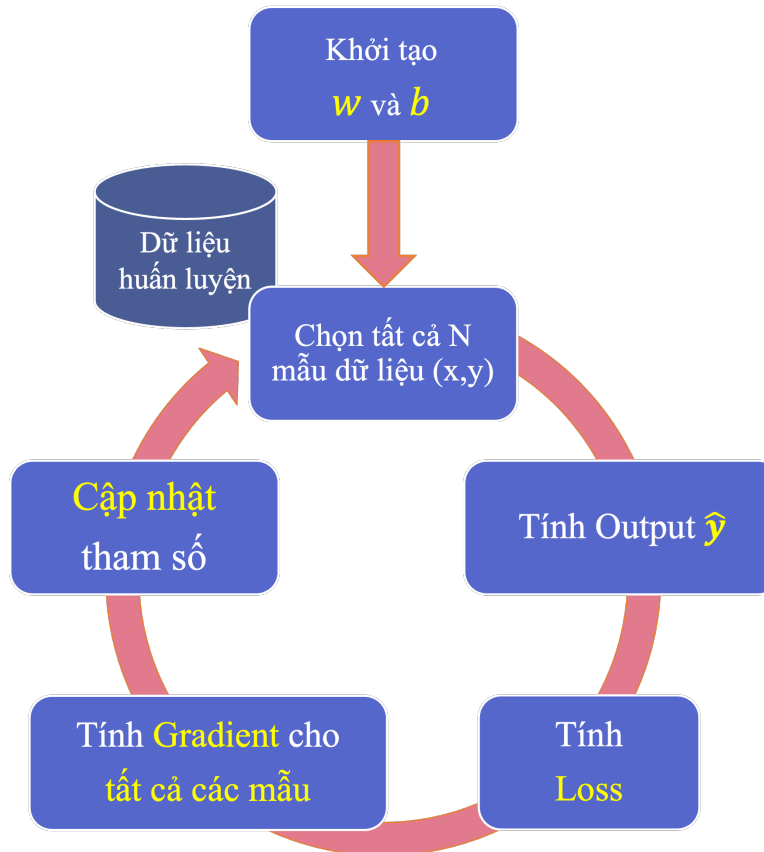 Khởi tạo
w và b
Dữ liệu
huấn luyện
Chọn tất cả N
mẫu dữ liệu (x,y)
Tính Output ŷ
Tính
Loss
Tính Gradient cho
tất cả các mẫu
Cập nhật
tham số